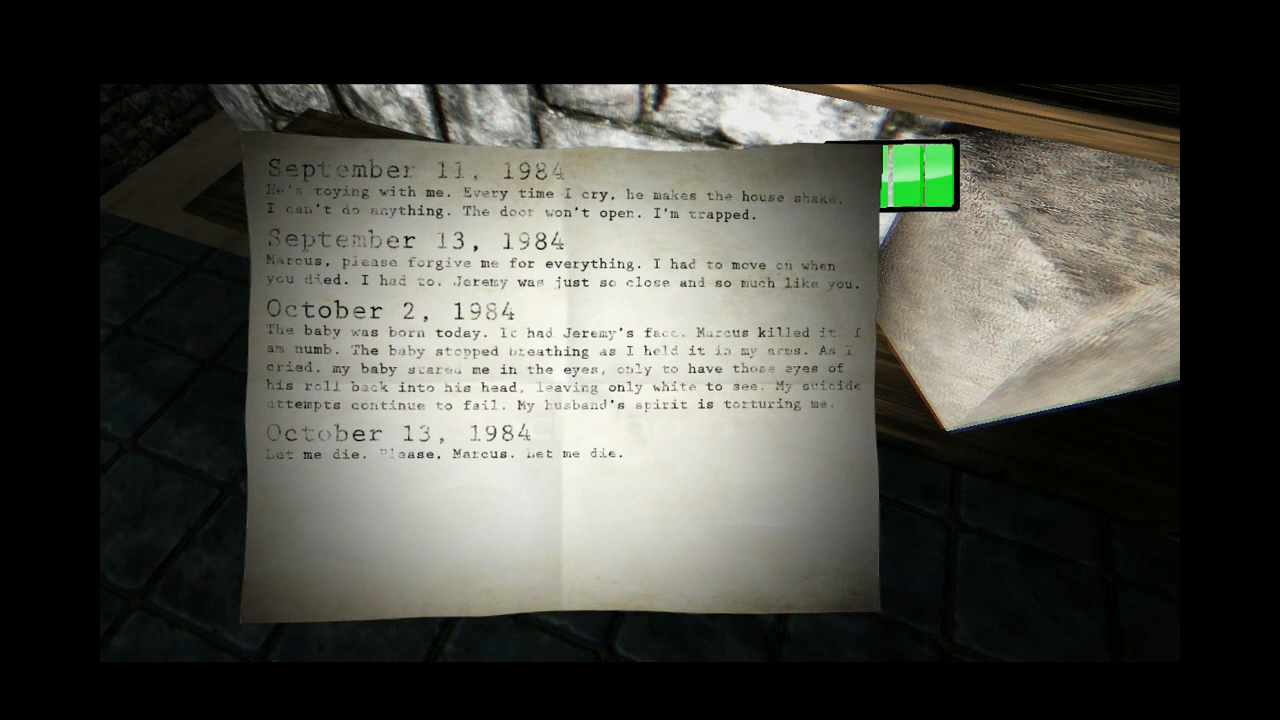 September 11, 1984
He's toying with me. Every time I cry, he makes the house shake.
I can't do anything. The door won't open. I'm trapped.
September 13, 1984
Marcus, please forgive me for everything. I had to move on when
you died. I had to. Jeremy was just so close and so much like you.
October 2, 1984
The baby was born today. It had Jeremy's face. Marcus killed it. I
am numb. The baby stopped breathing as I held it in my arms. As I
cried, my baby stared me in the eyes, only to have those eyes of
his roll back into his head, leaving only white to see. My suicide
attempts continue to fail. My husband's spirit is torturing me.
October 13, 1984
Let me die. Please, Marcus. Let me die.